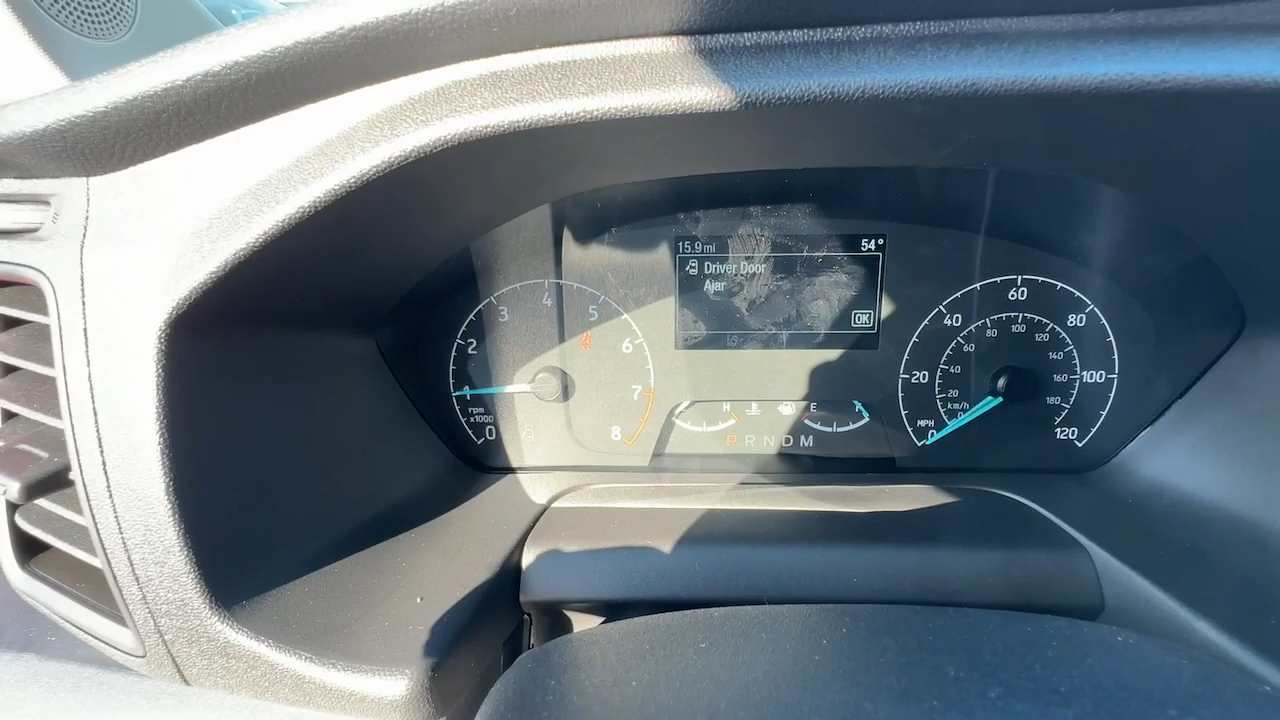 15.9 mi 54°
Driver Door
Ajar
OK
0 1 2 3 4 5 6 7 8
rpm
x1000
H E F
P R N D M
0 20 40 60 80 100 120
MPH
0 20 40 60 80 100 120 140 160 180
km/h